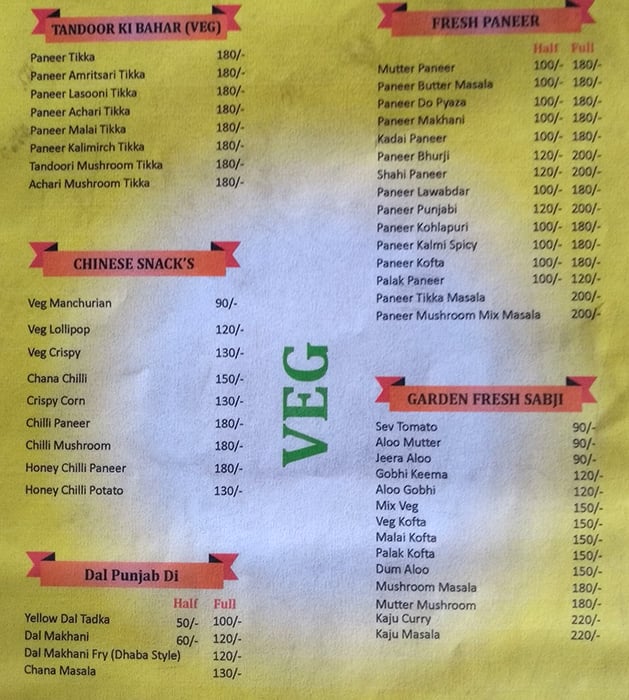 TANDOOR KI BAHAR (VEG)
Paneer Tikka 180/-
Paneer Amritsari Tikka 180/-
Paneer Lasooni Tikka 180/-
Paneer Achari Tikka 180/-
Paneer Malai Tikka 180/-
Paneer Kalimirch Tikka 180/-
Tandoori Mushroom Tikka 180/-
Achari Mushroom Tikka 180/-
CHINESE SNACK'S
Veg Manchurian 90/-
Veg Lollipop 120/-
Veg Crispy 130/-
Chana Chilli 150/-
Crispy Corn 130/-
Chilli Paneer 180/-
Chilli Mushroom 180/-
Honey Chilli Paneer 180/-
Honey Chilli Potato 130/-
Dal Punjab Di
Half Full
Yellow Dal Tadka 50/- 100/-
Dal Makhani 60/- 120/-
Dal Makhani Fry (Dhaba Style) 120/-
Chana Masala 130/-
VEG
FRESH PANEER
Half Full
Mutter Paneer 100/- 180/-
Paneer Butter Masala 100/- 180/-
Paneer Do Pyaza 100/- 180/-
Paneer Makhani 100/- 180/-
Kadai Paneer 100/- 180/-
Paneer Bhurji 120/- 200/-
Shahi Paneer 120/- 200/-
Paneer Lawabdar 100/- 180/-
Paneer Punjabi 120/- 200/-
Paneer Kohlapuri 100/- 180/-
Paneer Kalmi Spicy 100/- 180/-
Paneer Kofta 100/- 180/-
Palak Paneer 100/- 120/-
Paneer Tikka Masala 200/-
Paneer Mushroom Mix Masala 200/-
GARDEN FRESH SABJI
Sev Tomato 90/-
Aloo Mutter 90/-
Jeera Aloo 90/-
Gobhi Keema 120/-
Aloo Gobhi 120/-
Mix Veg 150/-
Veg Kofta 150/-
Malai Kofta 150/-
Palak Kofta 150/-
Dum Aloo 150/-
Mushroom Masala 180/-
Mutter Mushroom 180/-
Kaju Curry 220/-
Kaju Masala 220/-